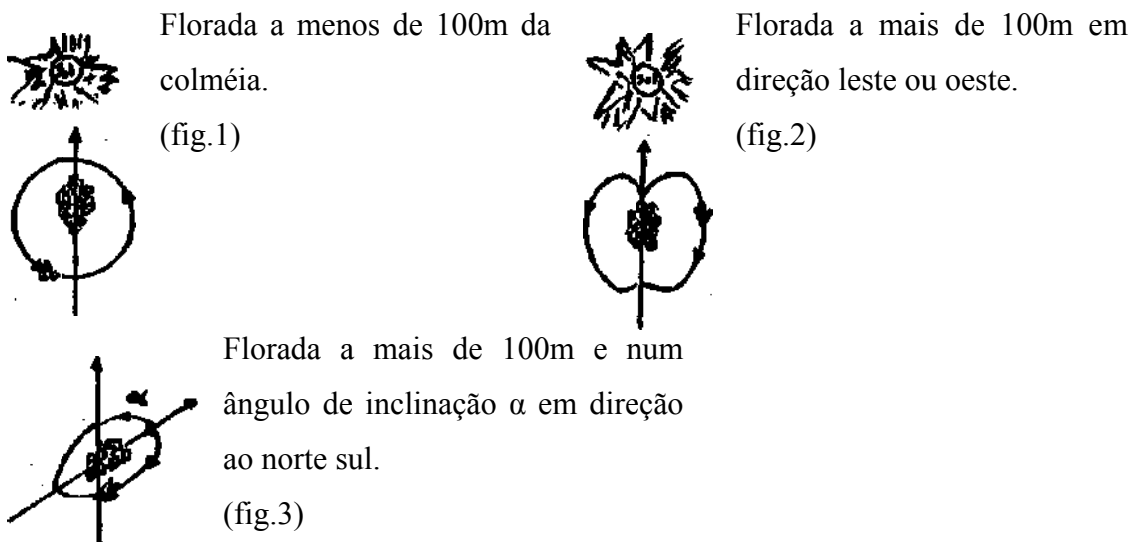 Florada a menos de 100m da
colméia.
(fig.1)
Florada a mais de 100m em
direção leste ou oeste.
(fig.2)
Florada a mais de 100m e num
ângulo de inclinação α em direção
ao norte sul.
(fig.3)
α